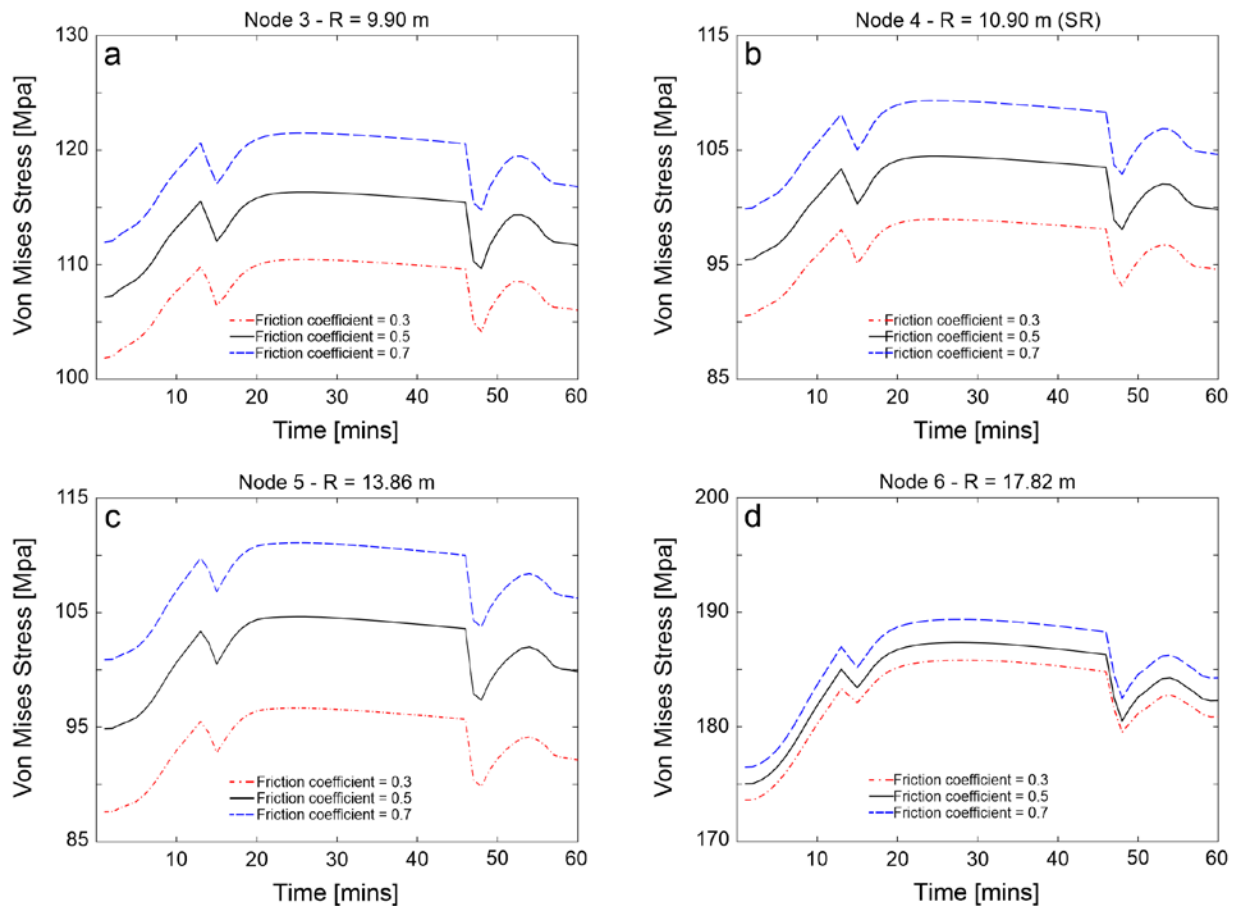 Node 3 - R = 9.90 m
a
Von Mises Stress [Mpa]
130
120
110
100
Friction coefficient = 0.3
Friction coefficient = 0.5
Friction coefficient = 0.7
10 20 30 40 50 60
Time [mins]
Node 4 - R = 10.90 m (SR)
b
Von Mises Stress [Mpa]
115
105
95
85
Friction coefficient = 0.3
Friction coefficient = 0.5
Friction coefficient = 0.7
10 20 30 40 50 60
Time [mins]
Node 5 - R = 13.86 m
c
Von Mises Stress [Mpa]
115
105
95
85
Friction coefficient = 0.3
Friction coefficient = 0.5
Friction coefficient = 0.7
10 20 30 40 50 60
Time [mins]
Node 6 - R = 17.82 m
d
Von Mises Stress [Mpa]
200
190
180
170
Friction coefficient = 0.3
Friction coefficient = 0.5
Friction coefficient = 0.7
10 20 30 40 50 60
Time [mins]